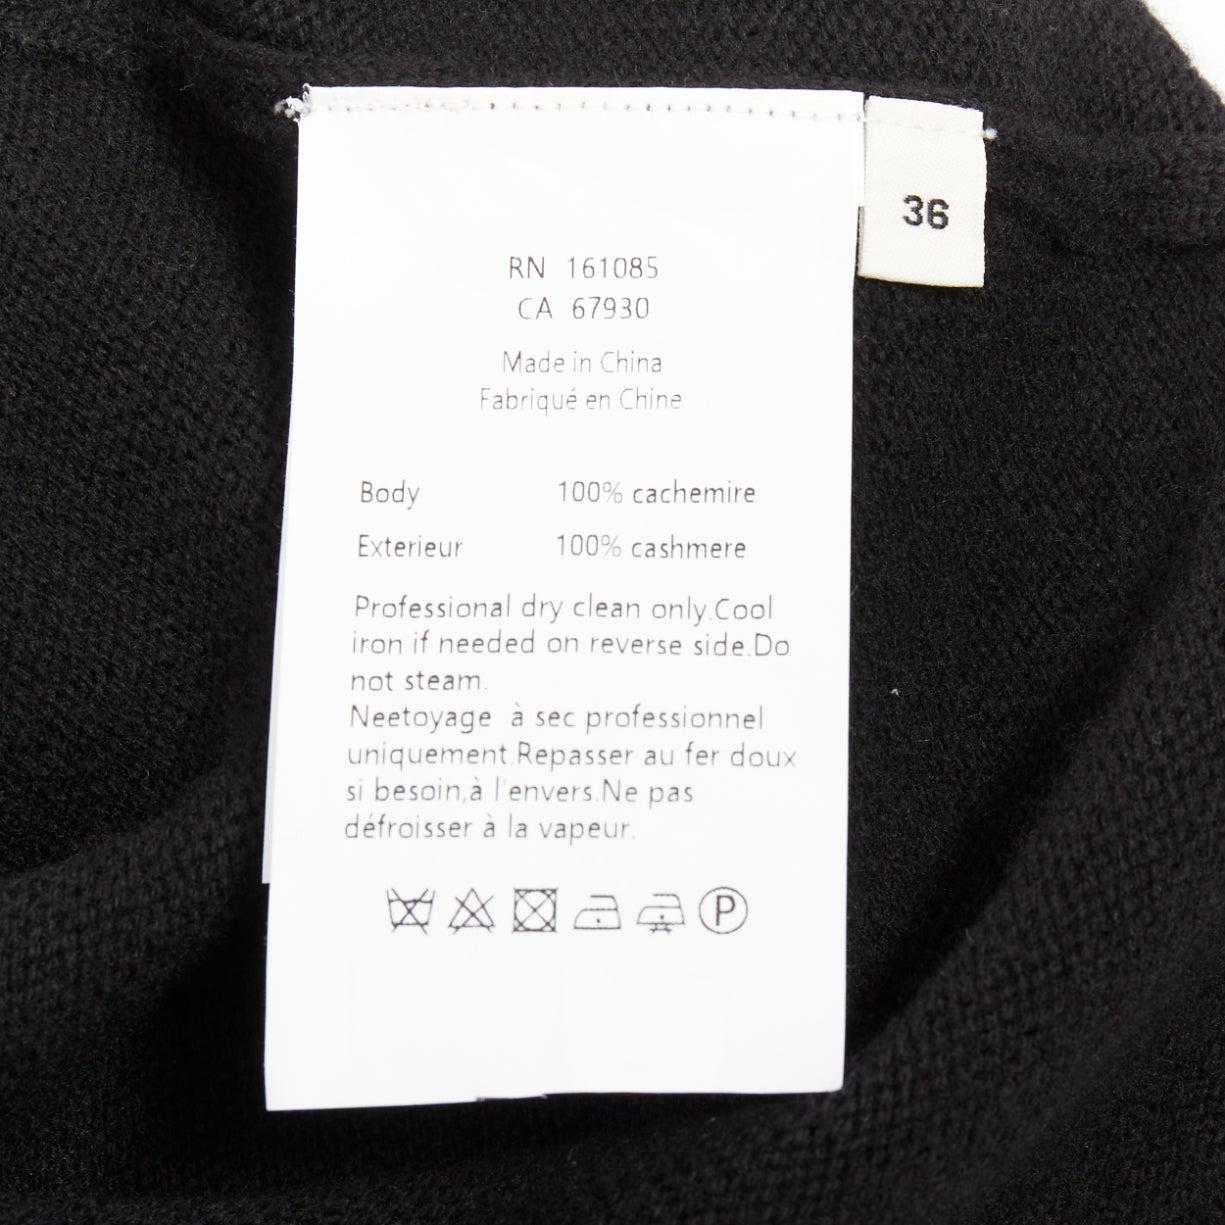 36
RN 161085
CA 67930
Made in China
Fabriqué en Chine
Body 100% cachemire
Exterieur 100% cashmere
Professional dry clean only.Cool
iron if needed on reverse side.Do
not steam.
Neetoyage à sec professionnel
uniquement.Repasser au fer doux
si besoin,à l'envers.Ne pas
défroisser à la vapeur.
P